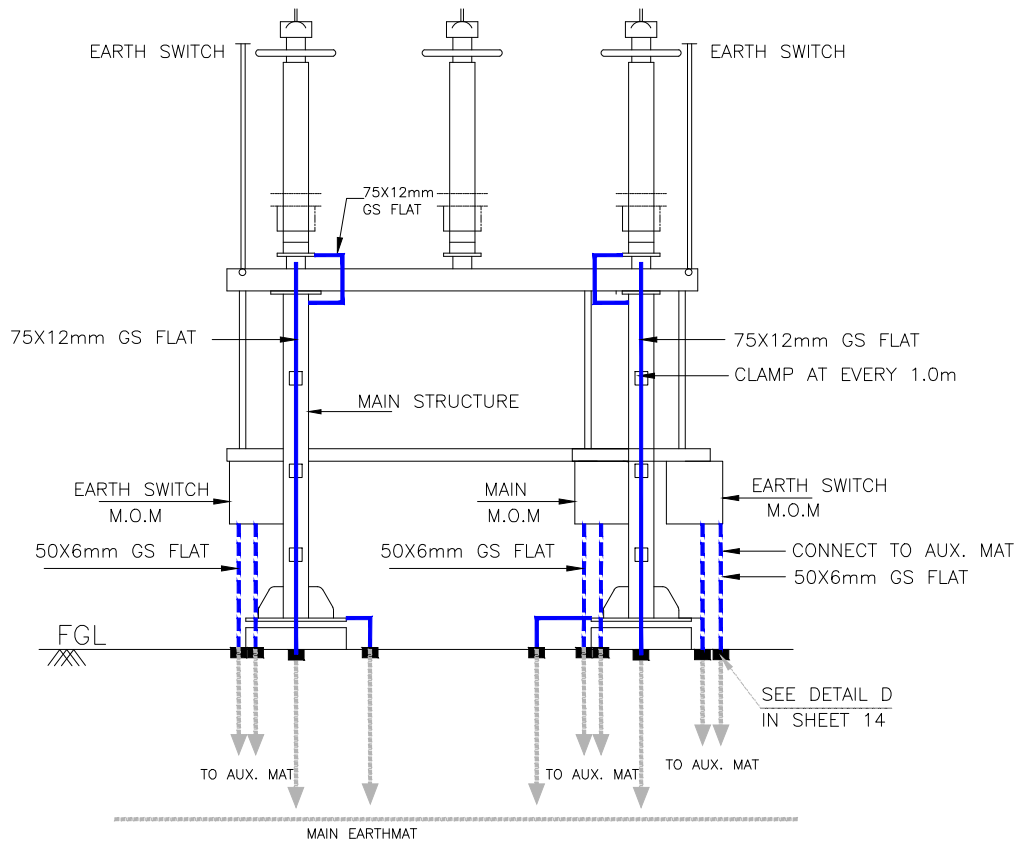 EARTH SWITCH
EARTH SWITCH
75X12mm
GS FLAT
75X12mm GS FLAT
75X12mm GS FLAT
CLAMP AT EVERY 1.0m
MAIN STRUCTURE
EARTH SWITCH
M.O.M
MAIN
M.O.M
EARTH SWITCH
M.O.M
50X6mm GS FLAT
50X6mm GS FLAT
CONNECT TO AUX. MAT
50X6mm GS FLAT
FGL
SEE DETAIL D
IN SHEET 14
TO AUX. MAT
TO AUX. MAT
TO AUX. MAT
MAIN EARTHMAT